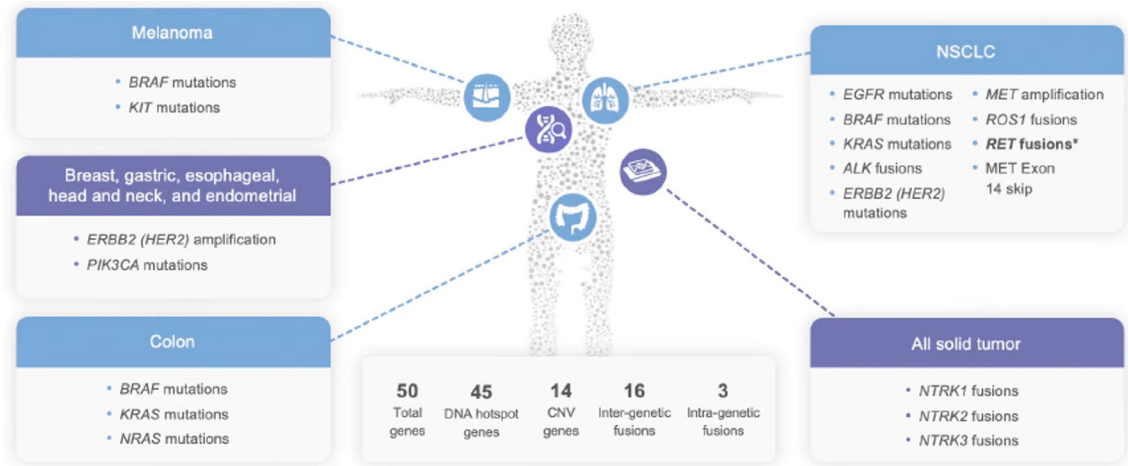 Melanoma
• BRAF mutations
• KIT mutations
Breast, gastric, esophageal,
head and neck, and endometrial
• ERBB2 (HER2) amplification
• PIK3CA mutations
Colon
• BRAF mutations
• KRAS mutations
• NRAS mutations
50
Total
genes
45
DNA hotspot
genes
14
CNV
genes
16
Inter-genetic
fusions
3
Intra-genetic
fusions
NSCLC
• EGFR mutations
• BRAF mutations
• KRAS mutations
• ALK fusions
• ERBB2 (HER2)
mutations
• MET amplification
• ROS1 fusions
• RET fusions*
• MET Exon
14 skip
All solid tumor
• NTRK1 fusions
• NTRK2 fusions
• NTRK3 fusions